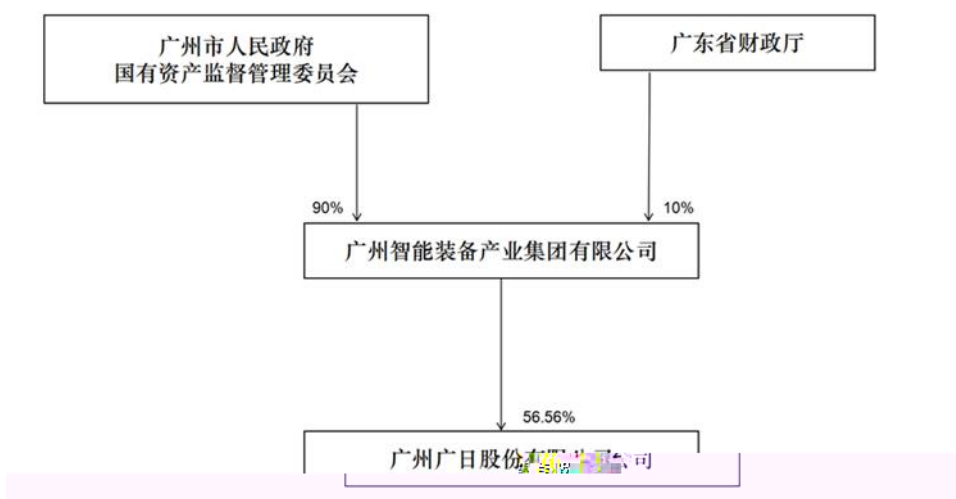 广州市人民政府
国有资产监督管理委员会
广东省财政厅
90%
10%
广州智能装备产业集团有限公司
56.56%
广州广日股份